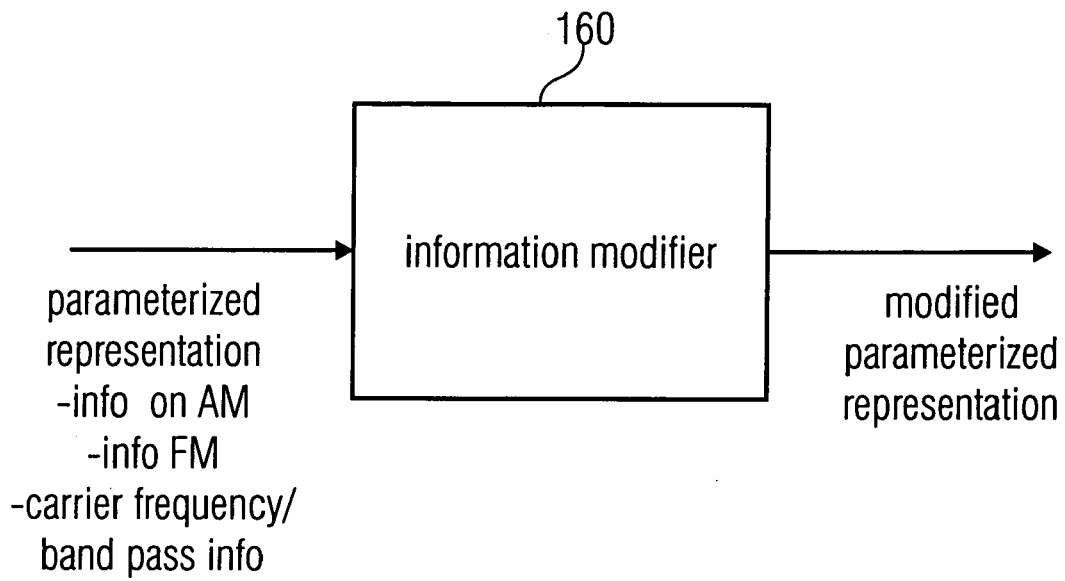 160
information modifier
parameterized
representation
-info on AM
-info FM
-carrier frequency/
band pass info
modified
parameterized
representation